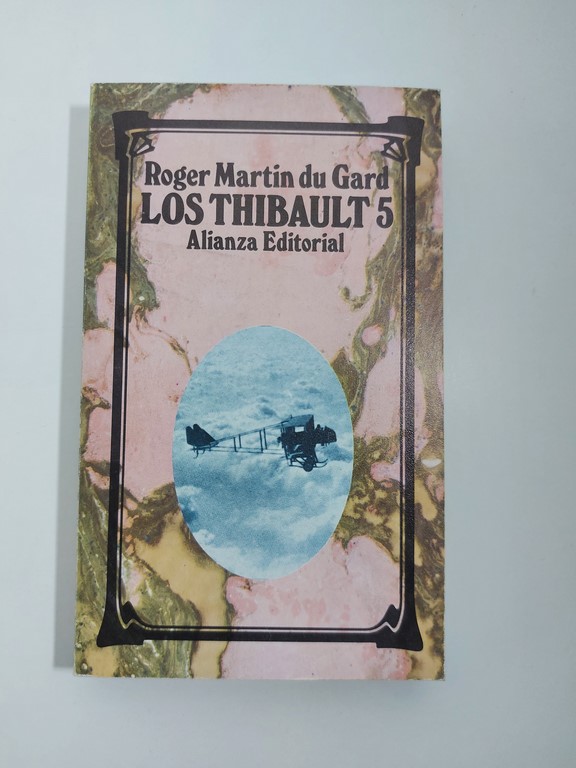 Roger Martin du Gard
LOS THIBAULT 5
Alianza Editorial